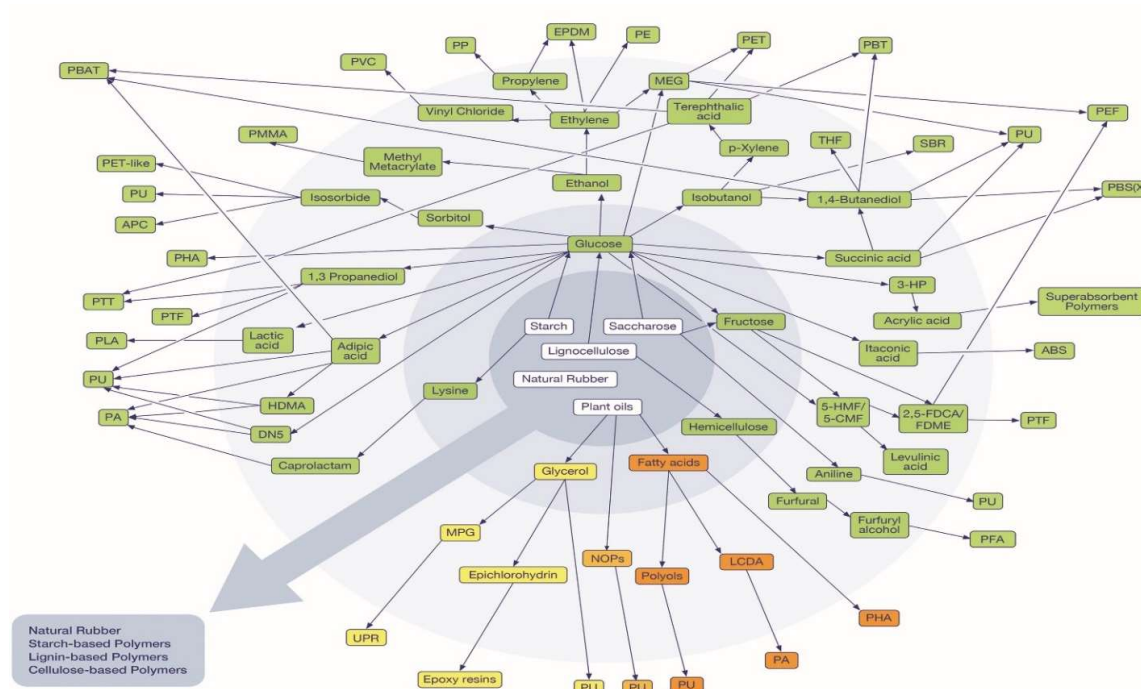 EPDM
PE
PP
PET
PBT
PVC
PBAT
Propylene
MEG
Terephthalic
acid
Vinyl Chloride
Ethylene
PEF
PMMA
THF
PU
SBR
p-Xylene
Methyl
Metacrylate
PET-like
Ethanol
PU
Isosorbide
Isobutanol
1,4-Butanediol
PBS(X
APC
Sorbitol
Glucose
PHA
Succinic acid
1,3 Propanediol
3-HP
PTT
PTF
Superabsorbent
Polymers
Acrylic acid
Starch
Saccharose
Fructose
PLA
Lactic
acid
Adipic
acid
Lignocellulose
Itaconic
acid
ABS
PU
Natural Rubber
Lysine
HDMA
Plant oils
PA
DN5
Hemicellulose
5-HMF/
5-CMF
2,5-FDCA/
FDME
PTF
Caprolactam
Glycerol
Fatty acids
Levulinic
acid
Aniline
Furfural
PU
Furfuryl
alcohol
PFA
MPG
NOPs
LCDA
Epichlorohydrin
Polyols
PHA
UPR
PA
Epoxy resins
PU
PU
PU
Natural Rubber
Starch-based Polymers
Lignin-based Polymers
Cellulose-based Polymers